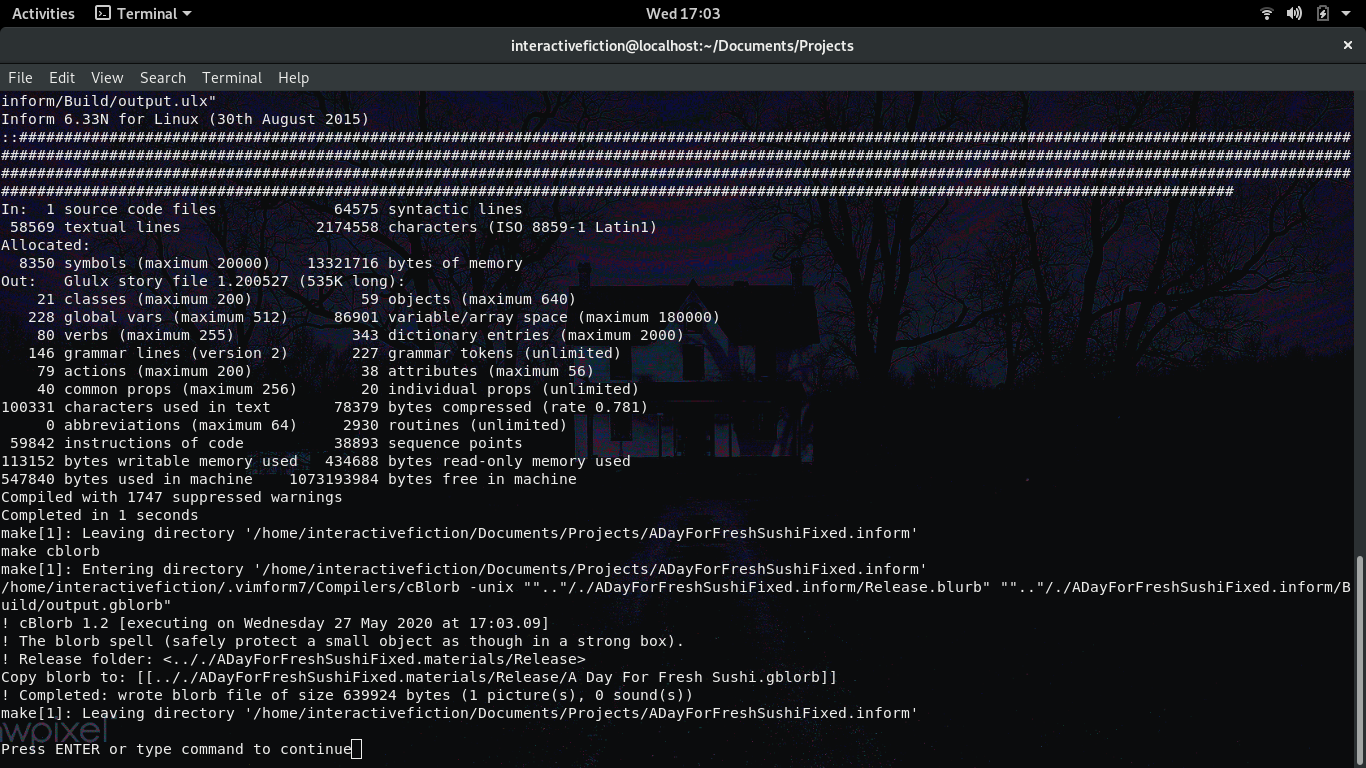 Activities Terminal Wed 17:03
interactivefiction@localhost:~/Documents/Projects ×
File Edit View Search Terminal Help
inform/Build/output.ulx"
Inform 6.33N for Linux (30th August 2015)
::####################################################################################################################################################
######################################################################################################################################################
######################################################################################################################################################
#########################################################################################################################################
In:  1 source code files             64575 syntactic lines
 58569 textual lines               2174558 characters (ISO 8859-1 Latin1)
Allocated:
  8350 symbols (maximum 20000)    13321716 bytes of memory
Out:   Glulx story file 1.200527 (535K long):
    21 classes (maximum 200)            59 objects (maximum 640)
   228 global vars (maximum 512)     86901 variable/array space (maximum 180000)
    80 verbs (maximum 255)             343 dictionary entries (maximum 2000)
   146 grammar lines (version 2)       227 grammar tokens (unlimited)
    79 actions (maximum 200)            38 attributes (maximum 56)
    40 common props (maximum 256)       20 individual props (unlimited)
100331 characters used in text       78379 bytes compressed (rate 0.781)
     0 abbreviations (maximum 64)     2930 routines (unlimited)
 59842 instructions of code          38893 sequence points
113152 bytes writable memory used   434688 bytes read-only memory used
547840 bytes used in machine    1073193984 bytes free in machine
Compiled with 1747 suppressed warnings
Completed in 1 seconds
make[1]: Leaving directory '/home/interactivefiction/Documents/Projects/ADayForFreshSushiFixed.inform'
make cblorb
make[1]: Entering directory '/home/interactivefiction/Documents/Projects/ADayForFreshSushiFixed.inform'
/home/interactivefiction/.vimform7/Compilers/cBlorb -unix "".."/./ADayForFreshSushiFixed.inform/Release.blurb" "".."/./ADayForFreshSushiFixed.inform/B
uild/output.gblorb"
! cBlorb 1.2 [executing on Wednesday 27 May 2020 at 17:03.09]
! The blorb spell (safely protect a small object as though in a strong box).
! Release folder: <.././ADayForFreshSushiFixed.materials/Release>
Copy blorb to: [[.././ADayForFreshSushiFixed.materials/Release/A Day For Fresh Sushi.gblorb]]
! Completed: wrote blorb file of size 639924 bytes (1 picture(s), 0 sound(s))
make[1]: Leaving directory '/home/interactivefiction/Documents/Projects/ADayForFreshSushiFixed.inform'
wpixel
Press ENTER or type command to continue